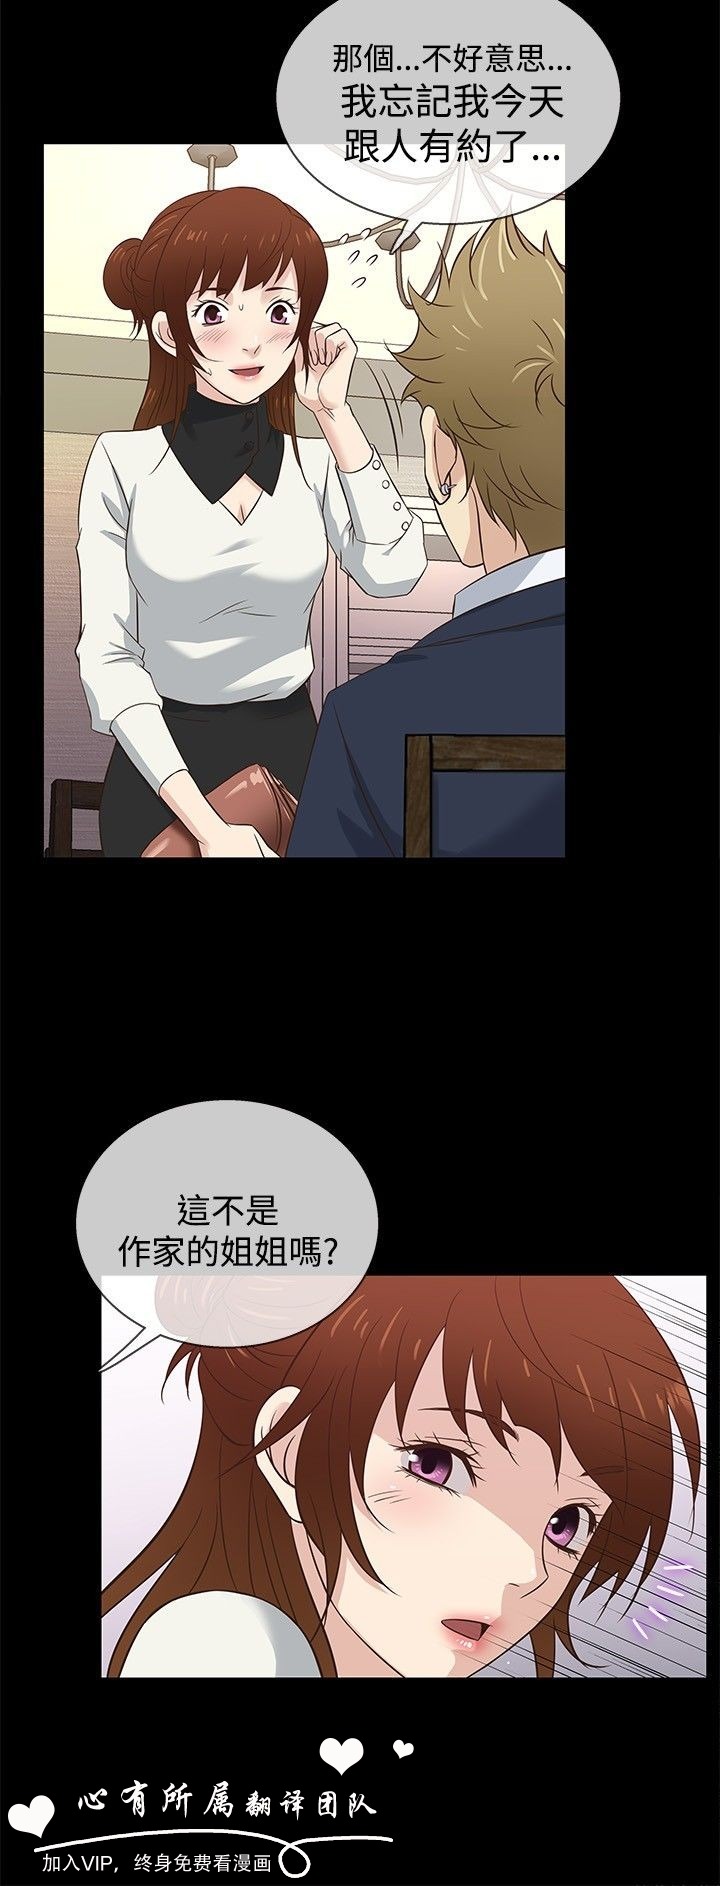 那個...不好意思...
我忘記我今天
跟人有約了...
這不是
作家的姐姐嗎?
心有所属翻译团队
加入VIP，终身免费看漫画